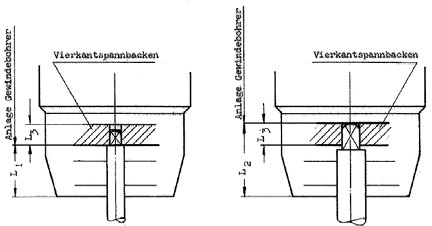 Anlage Gewindebohrer
Vierkantspannbacken
L3
L1
Anlage Gewindebohrer
Vierkantspannbacken
L3
L2